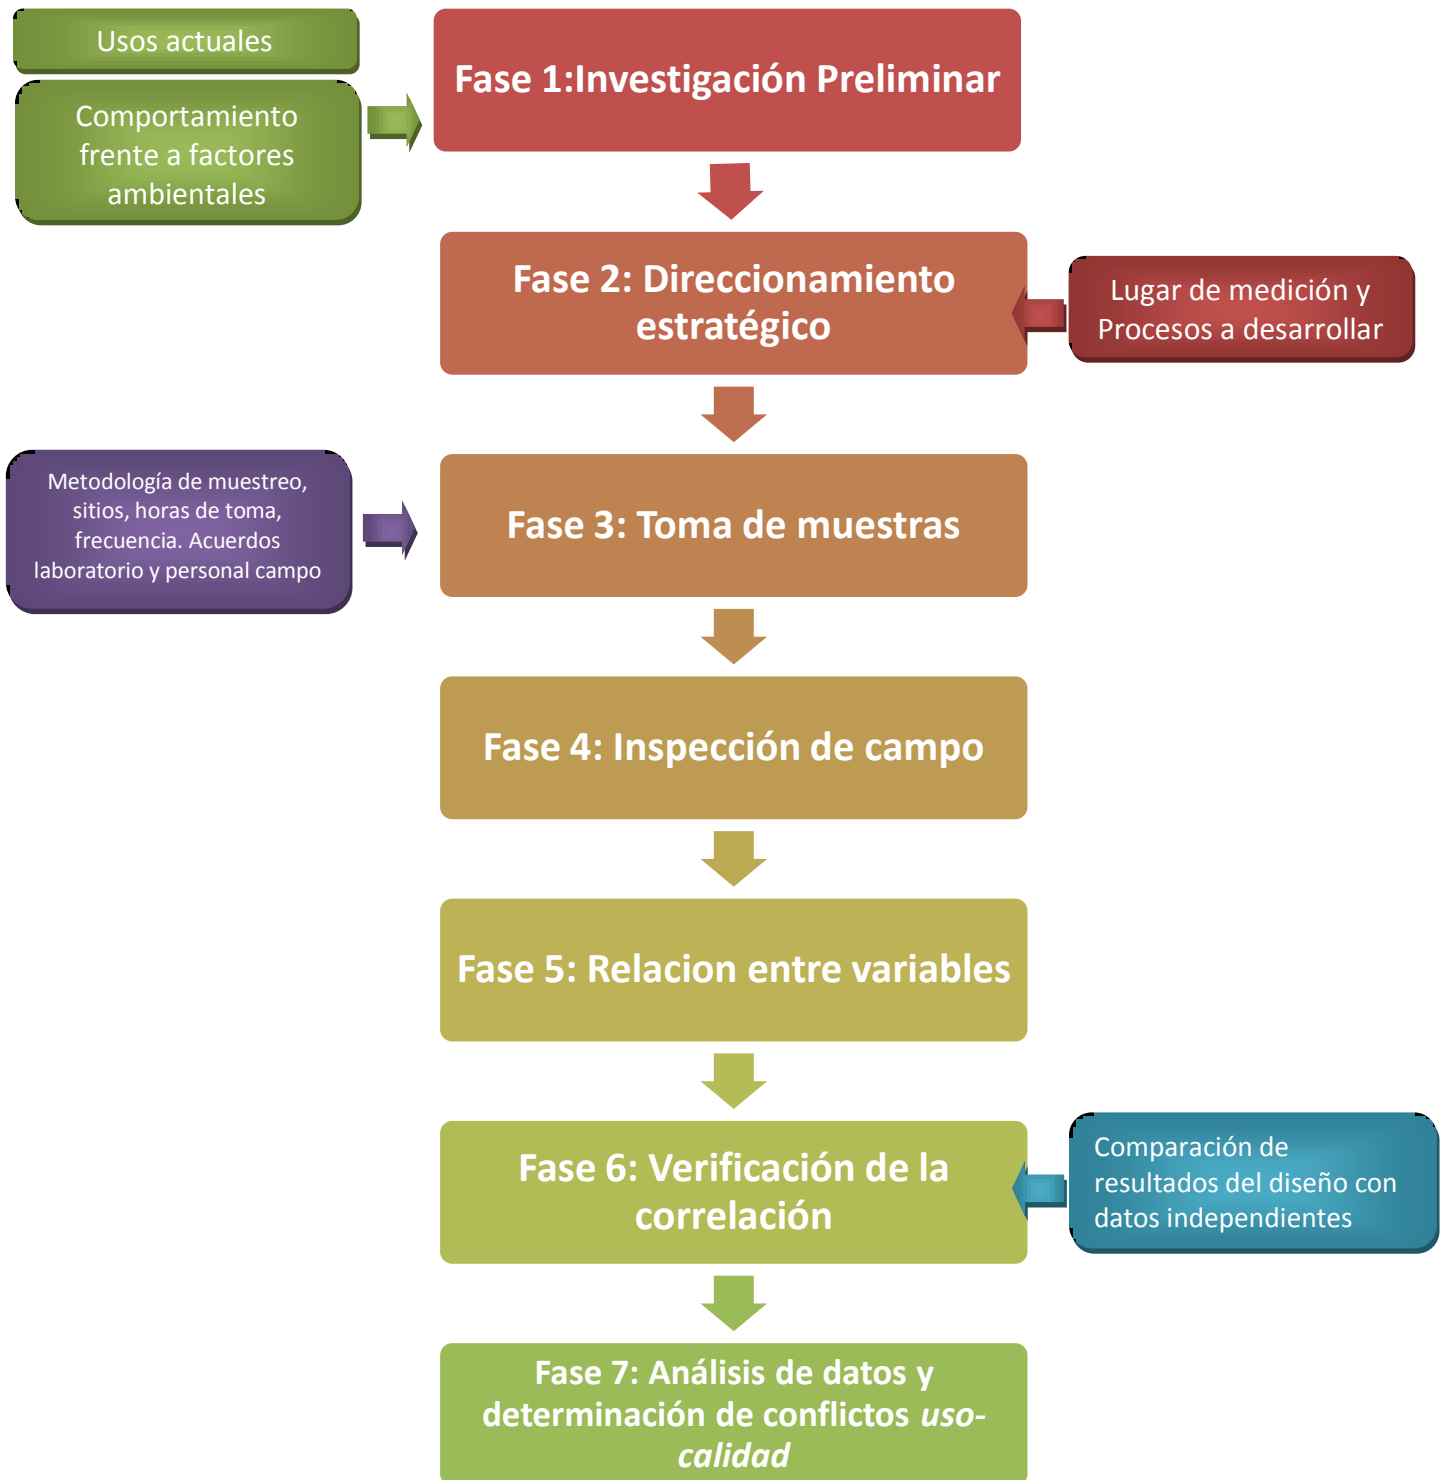 Usos actuales
Comportamiento
frente a factores
ambientales
Fase 1:Investigación Preliminar
Fase 2: Direccionamiento
estratégico
Lugar de medición y
Procesos a desarrollar
Metodología de muestreo,
sitios, horas de toma,
frecuencia. Acuerdos
laboratorio y personal campo
Fase 3: Toma de muestras
Fase 4: Inspección de campo
Fase 5: Relacion entre variables
Fase 6: Verificación de la
correlación
Comparación de
resultados del diseño con
datos independientes
Fase 7: Análisis de datos y
determinación de conflictos uso-
calidad